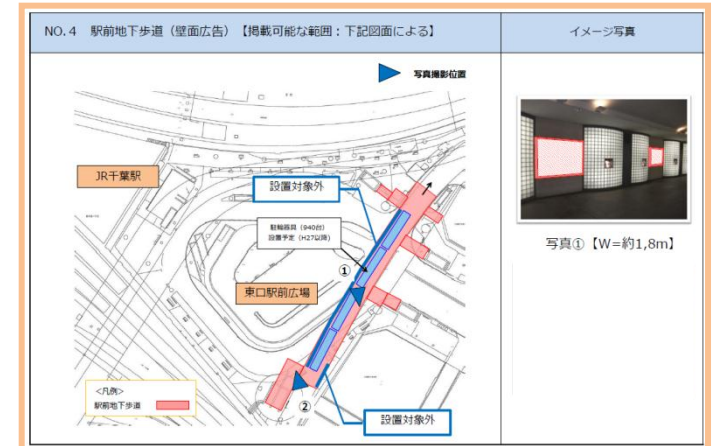 NO.4 駅前地下歩道（壁面広告）【掲載可能な範囲：下記図面による】
イメージ写真
写真撮影位置
JR千葉駅
設置対象外
駐輪器具（940台）
設置予定（H27以降）
①
東口駅前広場
写真①【W=約1,8m】
<凡例>
駅前地下歩道
②
設置対象外